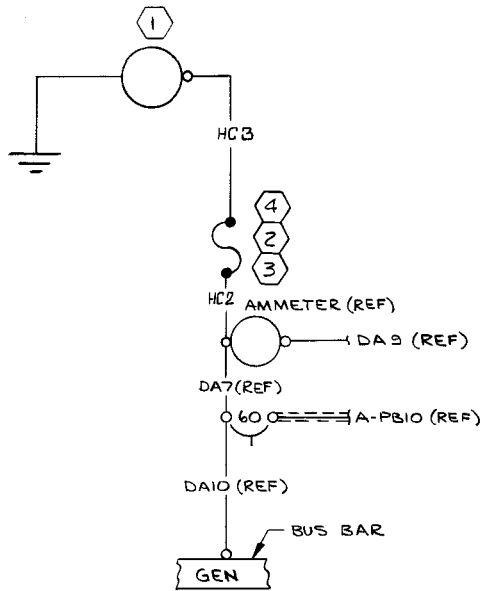 1
HC3
4
2
3
HC2
AMMETER (REF)
DA9 (REF)
DA7(REF)
60
A-PB10 (REF)
DA10 (REF)
BUS BAR
GEN